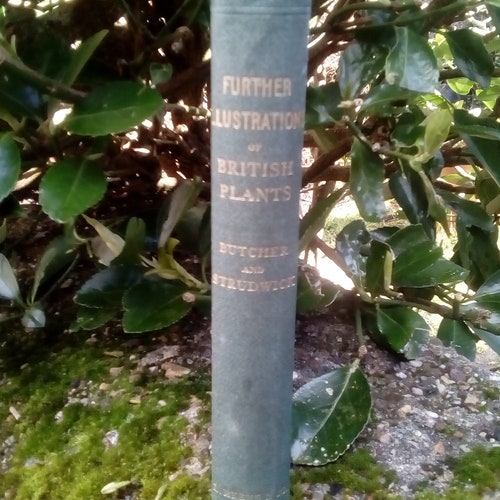 FURTHER
ILLUSTRATIONS
OF
BRITISH
PLANTS
BUTCHER
AND
STRUDWICK